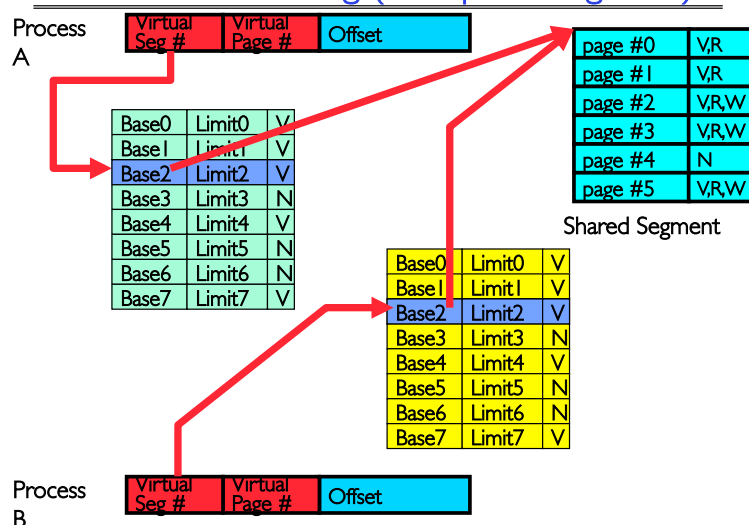 Process A
Virtual Seg # Virtual Page # Offset
page #0 V,R
page #1 V,R
page #2 V,R,W
page #3 V,R,W
page #4 N
page #5 V,R,W
Shared Segment
Base0 Limit0 V
Base1 Limit1 V
Base2 Limit2 V
Base3 Limit3 N
Base4 Limit4 V
Base5 Limit5 N
Base6 Limit6 N
Base7 Limit7 V
Base0 Limit0 V
Base1 Limit1 V
Base2 Limit2 V
Base3 Limit3 N
Base4 Limit4 V
Base5 Limit5 N
Base6 Limit6 N
Base7 Limit7 V
Process B
Virtual Seg # Virtual Page # Offset